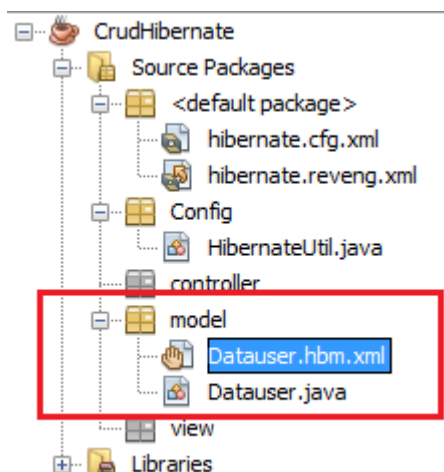 CrudHibernate
Source Packages
<default package>
hibernate.cfg.xml
hibernate.reveng.xml
Config
HibernateUtil.java
controller
model
Datauser.hbm.xml
Datauser.java
view
Libraries